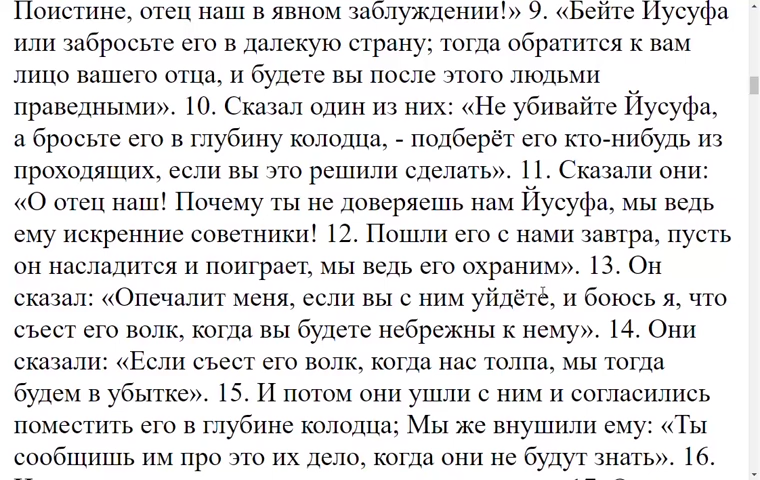 Поистине, отец наш в явном заблуждении!» 9. «Бейте Йусуфа
или забросьте его в далекую страну; тогда обратится к вам
лицо вашего отца, и будете вы после этого людьми
праведными». 10. Сказал один из них: «Не убивайте Йусуфа,
а бросьте его в глубину колодца, - подберёт его кто-нибудь из
проходящих, если вы это решили сделать». 11. Сказали они:
«О отец наш! Почему ты не доверяешь нам Йусуфа, мы ведь
ему искренние советники! 12. Пошли его с нами завтра, пусть
он насладится и поиграет, мы ведь его охраним». 13. Он
сказал: «Опечалит меня, если вы с ним уйдёте, и боюсь я, что
съест его волк, когда вы будете небрежны к нему». 14. Они
сказали: «Если съест его волк, когда нас толпа, мы тогда
будем в убытке». 15. И потом они ушли с ним и согласились
поместить его в глубине колодца; Мы же внушили ему: «Ты
сообщишь им про это их дело, когда они не будут знать». 16.